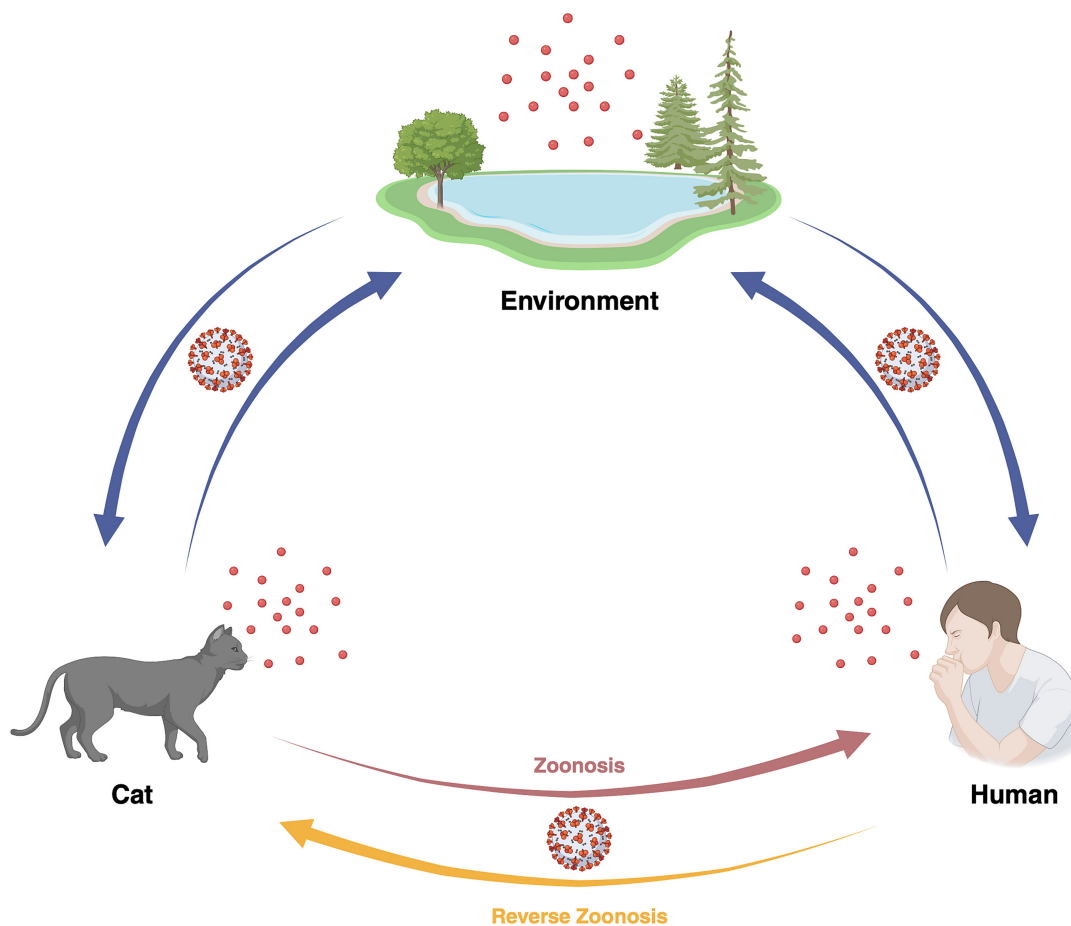 Environment
Zoonosis
Cat
Human
Reverse Zoonosis